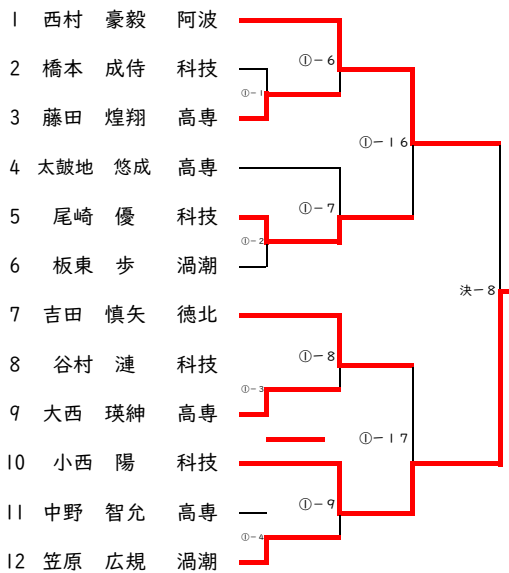 1 西村 豪毅 阿波
2 橋本 成侍 科技
3 藤田 煌翔 高専
4 太鼓地 悠成 高専
5 尾崎 優 科技
6 板東 歩 渦潮
7 吉田 慎矢 徳北
8 谷村 漣 科技
9 大西 瑛紳 高専
10 小西 陽 科技
11 中野 智允 高専
12 笠原 広規 渦潮
①-1
①-2
①-3
①-4
①-6
①-7
①-8
①-9
①-16
①-17
決-8